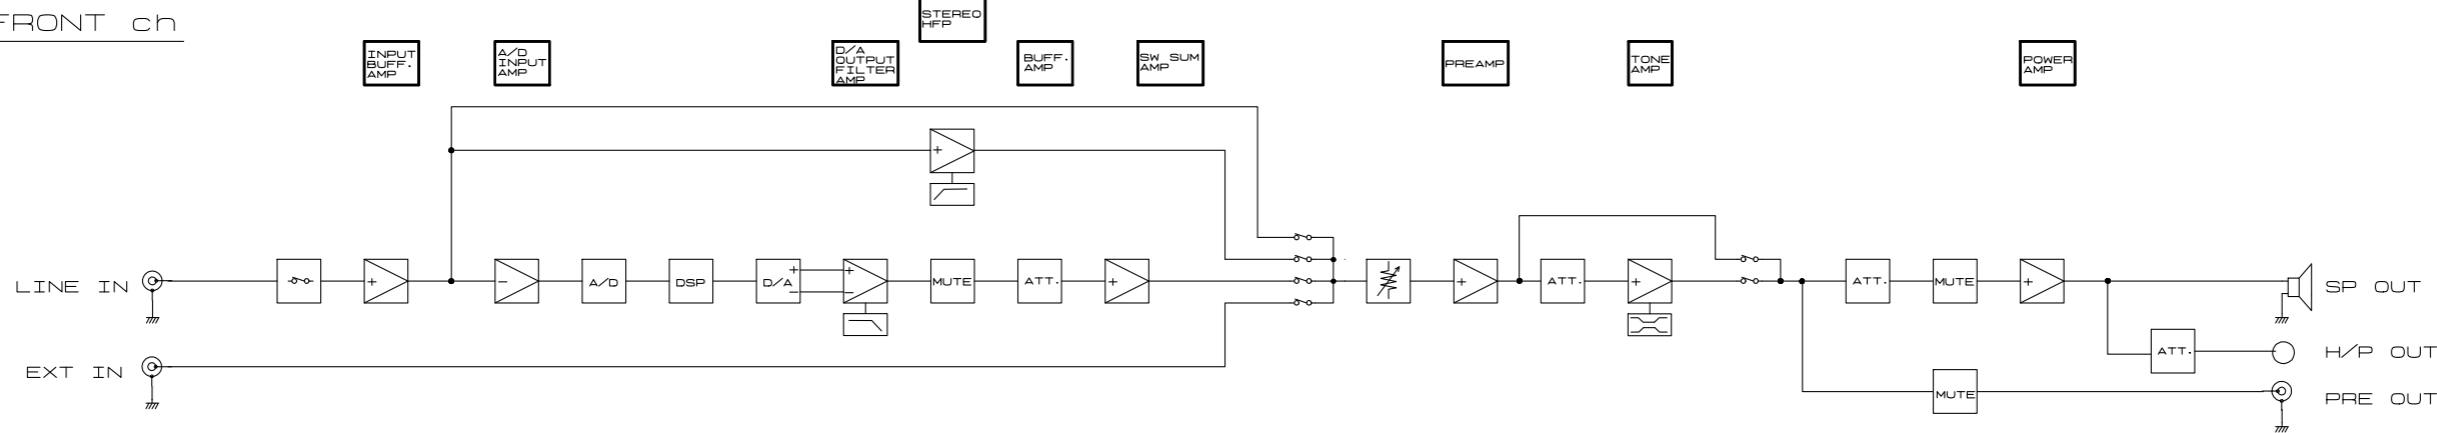 FRONT ch
STEREO
HFP
INPUT
BUFF.
AMP
A/D
INPUT
AMP
D/A
OUTPUT
FILTER
AMP
BUFF.
AMP
SW SUM
AMP
PREAMP
TONE
AMP
POWER
AMP
+
LINE IN
+
−
A/D
DSP
D/A
+
−
+
−
MUTE
ATT.
+
+
ATT.
+
ATT.
MUTE
+
SP OUT
ATT.
H/P OUT
EXT IN
MUTE
PRE OUT